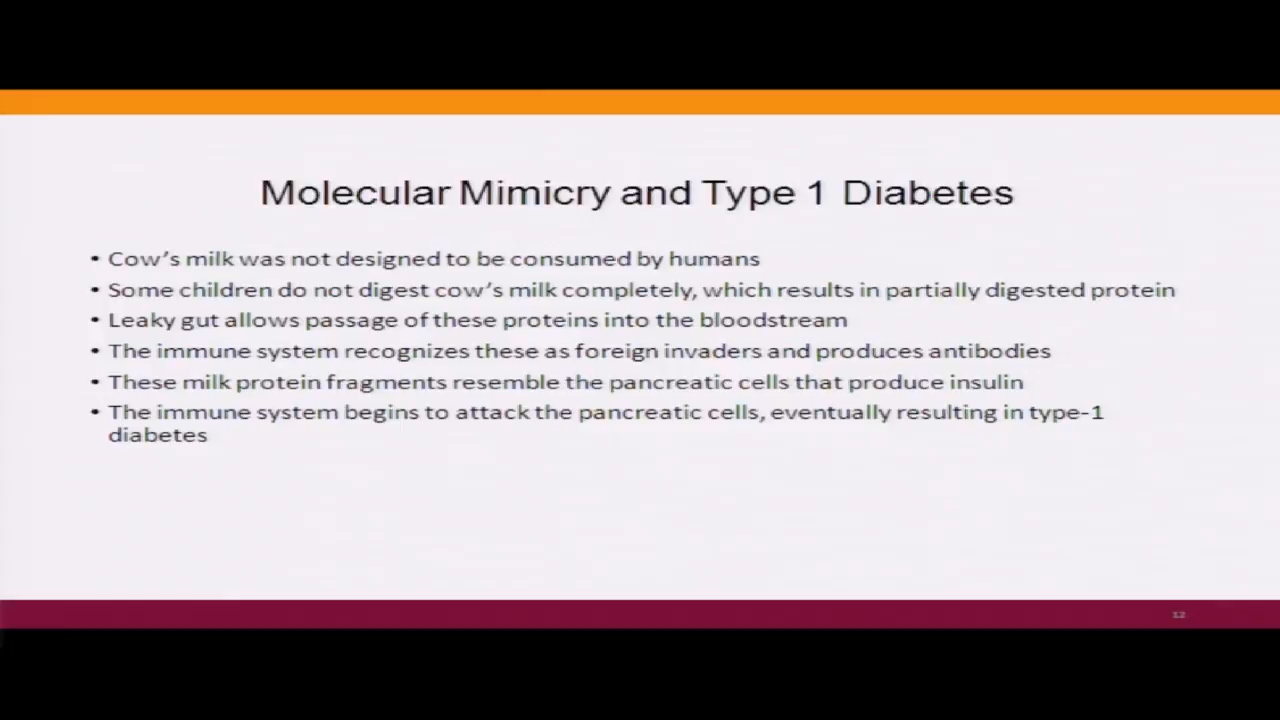 Molecular Mimicry and Type 1 Diabetes
• Cow's milk was not designed to be consumed by humans
• Some children do not digest cow's milk completely, which results in partially digested protein
• Leaky gut allows passage of these proteins into the bloodstream
• The immune system recognizes these as foreign invaders and produces antibodies
• These milk protein fragments resemble the pancreatic cells that produce insulin
• The immune system begins to attack the pancreatic cells, eventually resulting in type-1
diabetes
12